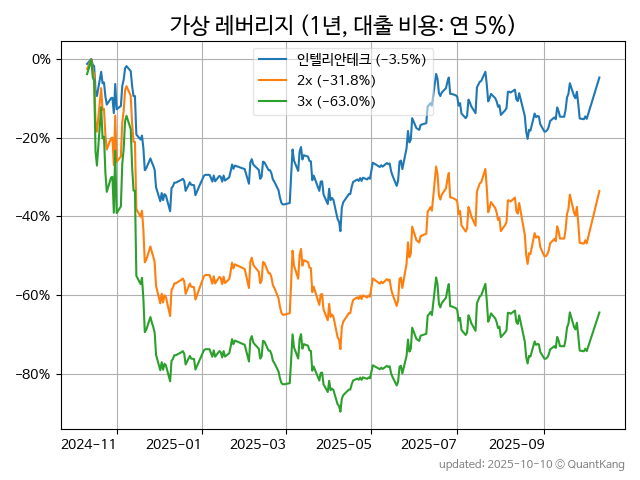 가상 레버리지 (1년, 대출 비용: 연 5%)
인텔리안테크 (−3.5%)
2x (−31.8%)
3x (−63.0%)
0%
−20%
−40%
−60%
−80%
2024-11
2025-01
2025-03
2025-05
2025-07
2025-09
updated: 2025-10-10 © QuantKang